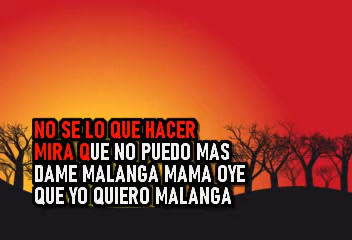 NO SE LO QUE HACER
MIRA QUE NO PUEDO MAS
DAME MALANGA MAMA OYE
QUE YO QUIERO MALANGA